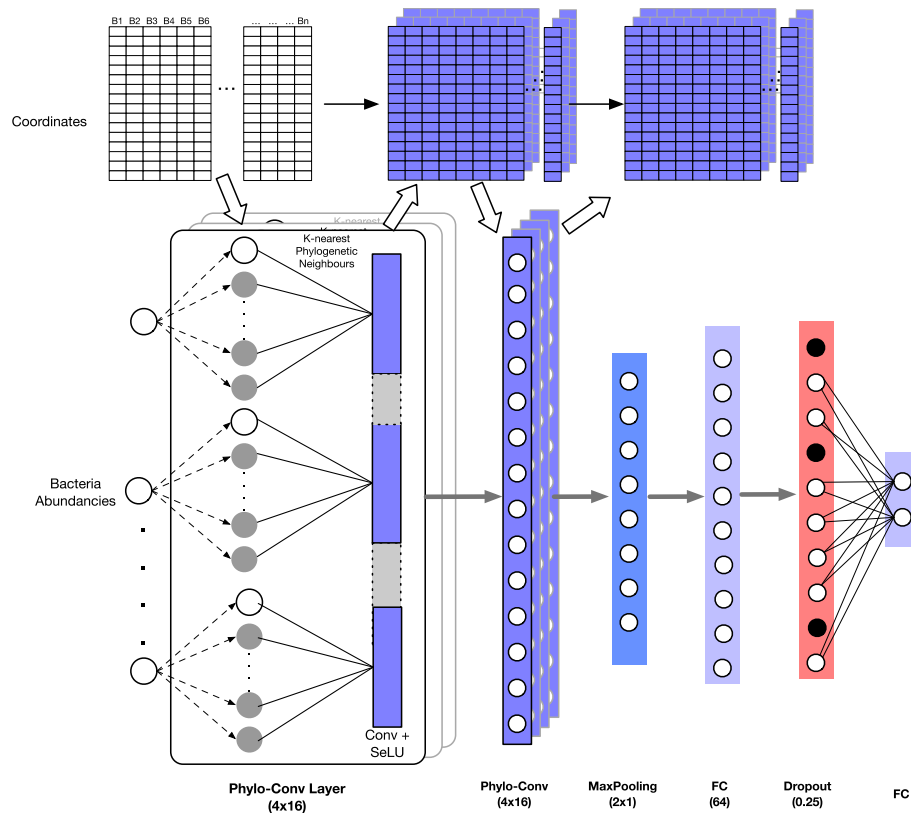 B1 B2 B3 B4 B5 B6
... ... ... Bn
...
Coordinates
K-nearest
K-nearest
Phylogenetic
Neighbours
Bacteria
Abundancies
Conv +
SeLU
Phylo-Conv Layer
(4x16)
Phylo-Conv
(4x16)
MaxPooling
(2x1)
FC
(64)
Dropout
(0.25)
FC